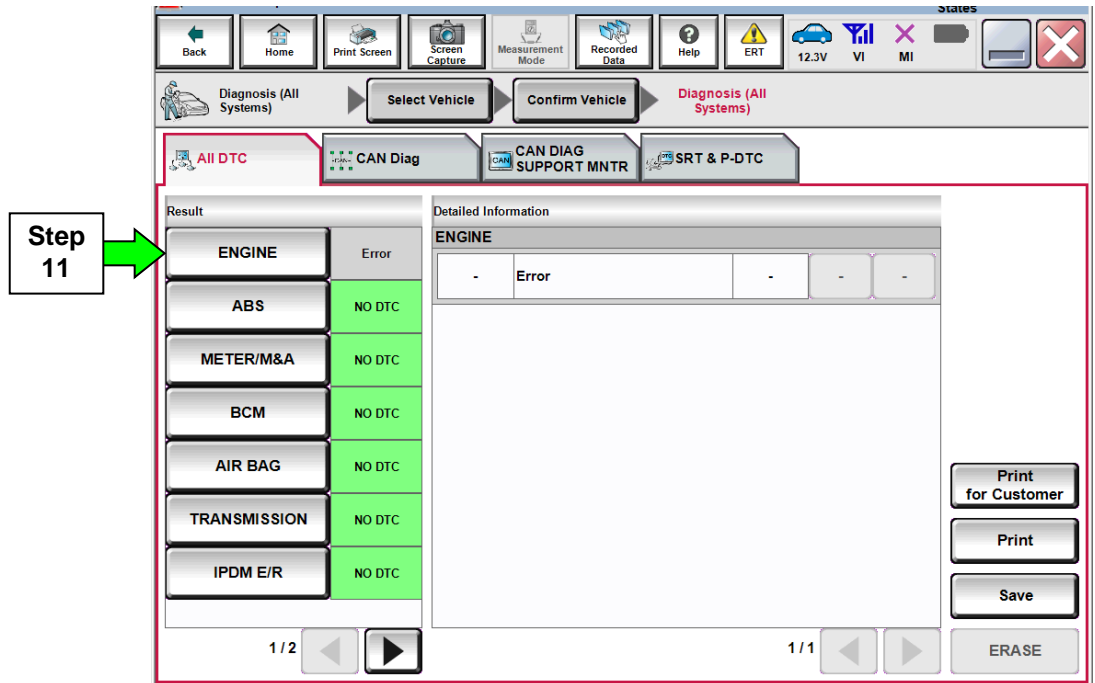 States
Back
Home
Print Screen
Screen
Capture
Measurement
Mode
Recorded
Data
Help
ERT
12.3V
VI
MI
Diagnosis (All
Systems)
Select Vehicle
Confirm Vehicle
Diagnosis (All
Systems)
All DTC
CAN Diag
CAN
CAN DIAG
SUPPORT MNTR
SRT & P-DTC
Result
Detailed Information
Step
11
ENGINE
Error
ENGINE
- Error - - -
ABS
NO DTC
METER/M&A
NO DTC
BCM
NO DTC
AIR BAG
NO DTC
TRANSMISSION
NO DTC
IPDM E/R
NO DTC
Print
for Customer
Print
Save
1/2
1/1
ERASE